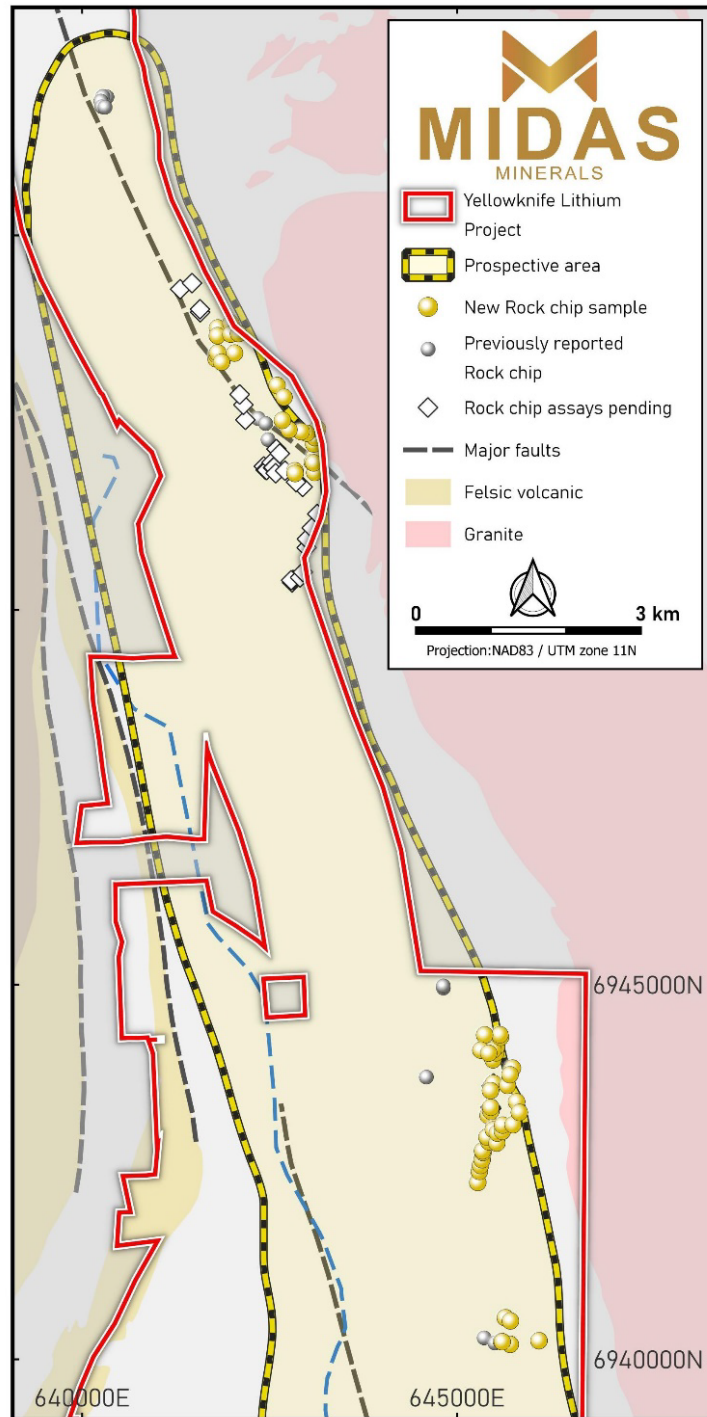 MIDAS
MINERALS
Yellowknife Lithium
Project
Prospective area
New Rock chip sample
Previously reported
Rock chip
Rock chip assays pending
Major faults
Felsic volcanic
Granite
0 3 km
Projection:NAD83 / UTM zone 11N
6945000N
6940000N
640000E 645000E